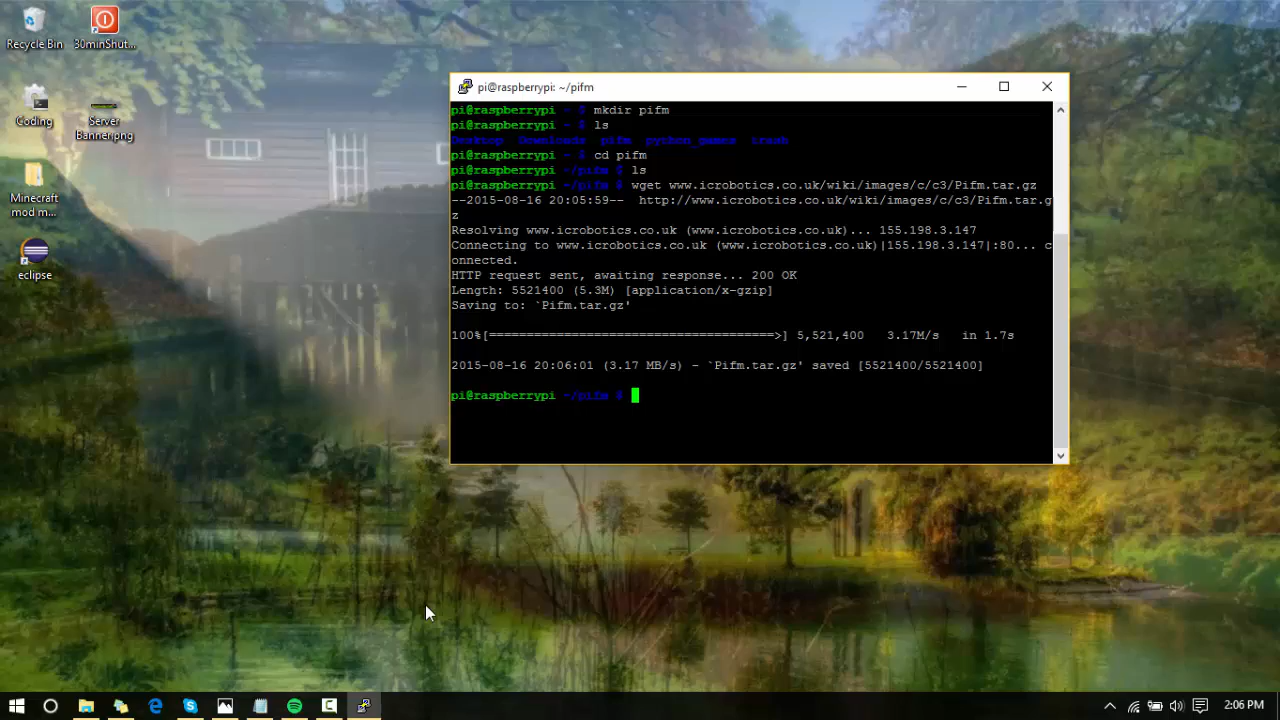 Recycle Bin
30minShut...
Coding
Server Banner.png
Minecraft mod m...
eclipse
pi@raspberrypi: ~/pifm
pi@raspberrypi ~ $ mkdir pifm
pi@raspberrypi ~ $ ls
Desktop  Downloads  pifm  python_games  trash
pi@raspberrypi ~ $ cd pifm
pi@raspberrypi ~/pifm $ ls
pi@raspberrypi ~/pifm $ wget www.icrobotics.co.uk/wiki/images/c/c3/Pifm.tar.gz
--2015-08-16 20:05:59--  http://www.icrobotics.co.uk/wiki/images/c/c3/Pifm.tar.g
z
Resolving www.icrobotics.co.uk (www.icrobotics.co.uk)... 155.198.3.147
Connecting to www.icrobotics.co.uk (www.icrobotics.co.uk)|155.198.3.147|:80... c
onnected.
HTTP request sent, awaiting response... 200 OK
Length: 5521400 (5.3M) [application/x-gzip]
Saving to: `Pifm.tar.gz'
100%[======================================>] 5,521,400   3.17M/s   in 1.7s
2015-08-16 20:06:01 (3.17 MB/s) - `Pifm.tar.gz' saved [5521400/5521400]
pi@raspberrypi ~/pifm $
2:06 PM